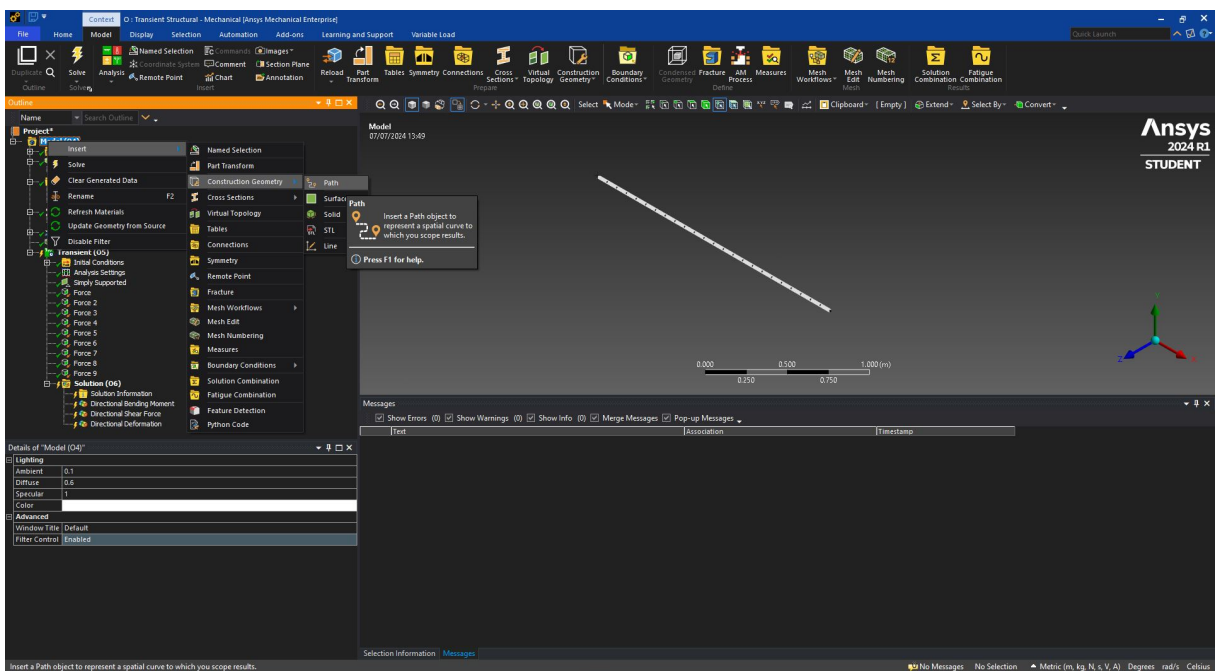 Context O : Transient Structural - Mechanical [Ansys Mechanical Enterprise]
File Home Model Display Selection Automation Add-ons Learning and Support Variable Load Quick Launch
Duplicate Q Solve Analysis Named Selection Commands Images Reload Part Transform Tables Symmetry Connections Cross Sections Virtual Topology Construction Geometry Boundary Conditions Condensed Geometry Fracture AM Process Measures Mesh Workflows Mesh Edit Mesh Numbering Solution Combination Fatigue Combination
Coordinate System Comment Section Plane
Remote Point Chart Annotation
Outline Solver Insert Prepare Define Mesh Results
Outline
Select Mode Clipboard [ Empty ] Extend Select By Convert
Name Search Outline
Project*
Model (O4)
Insert
Solve
Clear Generated Data
Rename F2
Refresh Materials
Update Geometry from Source
Disable Filter
Named Selection
Part Transform
Construction Geometry
Cross Sections
Virtual Topology
Tables
Connections
Symmetry
Remote Point
Fracture
Mesh Workflows
Mesh Edit
Mesh Numbering
Measures
Boundary Conditions
Solution Combination
Fatigue Combination
Feature Detection
Python Code
Path
Surface
Solid
STL
Line
Path
Insert a Path object to
represent a spatial curve to
which you scope results.
Press F1 for help.
Transient (O5)
Initial Conditions
Analysis Settings
Simply Supported
Force
Force 2
Force 3
Force 4
Force 5
Force 6
Force 7
Force 8
Force 9
Solution (O6)
Solution Information
Directional Bending Moment
Directional Shear Force
Directional Deformation
Model
07/07/2024 13:49
Ansys
2024 R1
STUDENT
0.000 0.500 1.000 (m)
0.250 0.750
Y
Z X
Details of "Model (O4)"
Lighting
Ambient 0.1
Diffuse 0.6
Specular 1
Color
Advanced
Window Title Default
Filter Control Enabled
Messages
Show Errors (0) Show Warnings (0) Show Info (0) Merge Messages Pop-up Messages
Text Association Timestamp
Selection Information Messages
Insert a Path object to represent a spatial curve to which you scope results. No Messages No Selection Metric (m, kg, N, s, V, A) Degrees rad/s Celsius